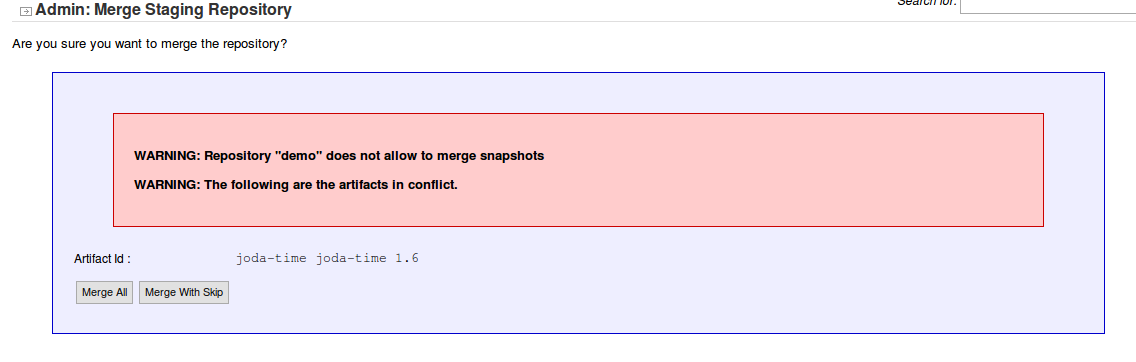 Admin: Merge Staging Repository
Search for:
Are you sure you want to merge the repository?
WARNING: Repository "demo" does not allow to merge snapshots
WARNING: The following are the artifacts in conflict.
Artifact Id : joda-time joda-time 1.6
Merge All Merge With Skip